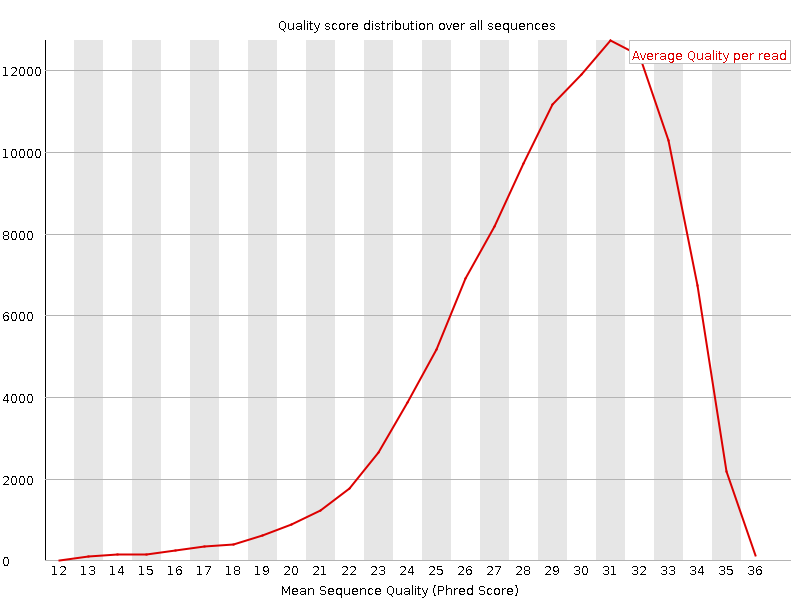 Quality score distribution over all sequences
Average Quality per read
12000
10000
8000
6000
4000
2000
0
12 13 14 15 16 17 18 19 20 21 22 23 24 25 26 27 28 29 30 31 32 33 34 35 36
Mean Sequence Quality (Phred Score)